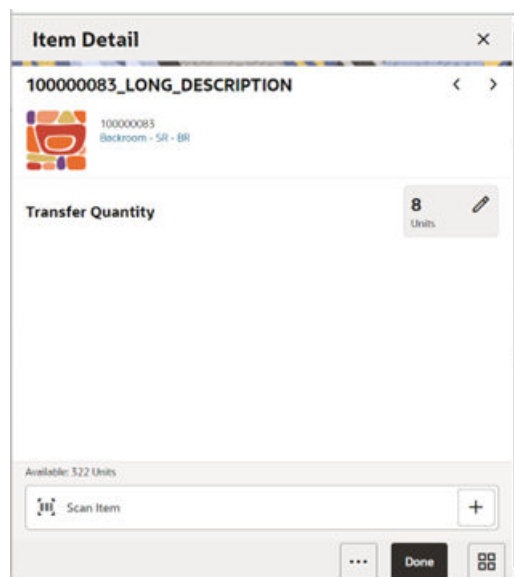 Item Detail
100000083_LONG_DESCRIPTION
100000083
Backroom - SR - BR
Transfer Quantity
8
Units
Available: 322 Units
Scan Item
Done